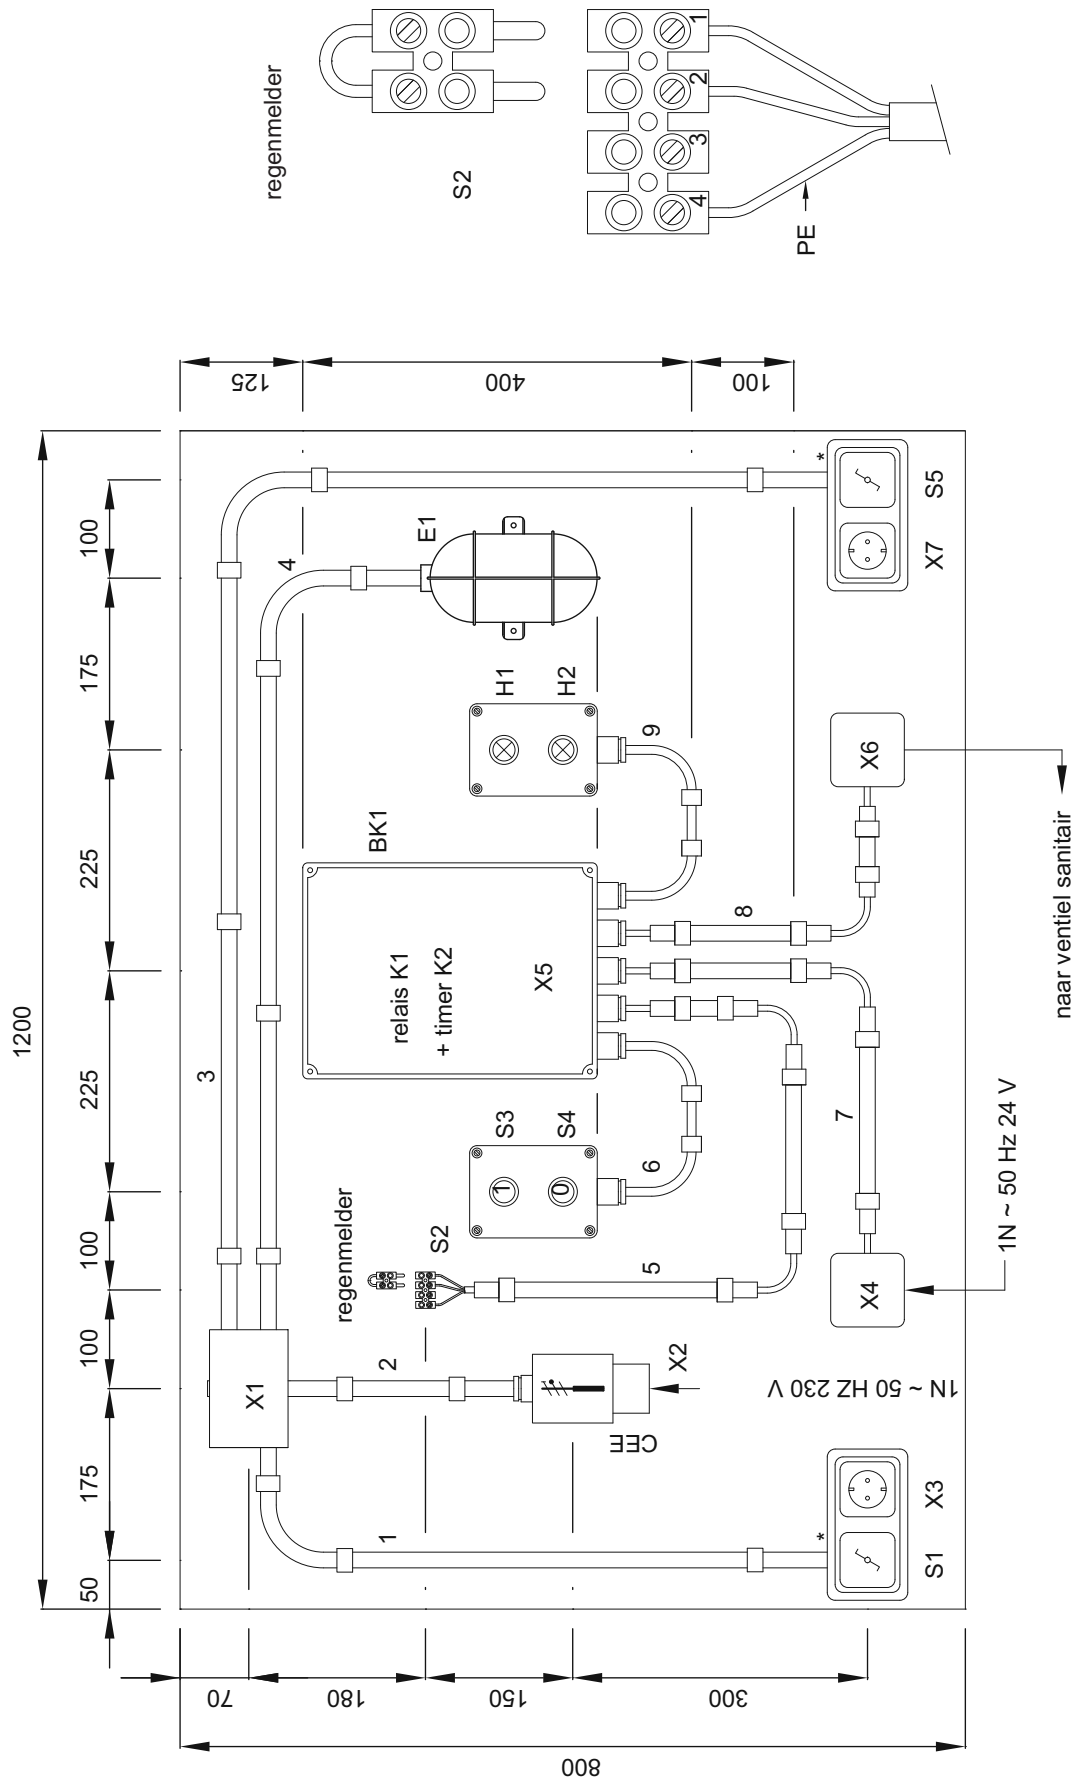 regenmelder
S2
1
2
3
4
PE
1200
50
175
100
100
225
225
175
100
125
400
100
70
180
150
300
800
3
4
X1
1
2
regenmelder
S2
5
S3
1
S4
0
6
BK1
relais K1
+ timer K2
X5
H1
H2
9
E1
8
7
CEE
X2
1N ~ 50 HZ 230 V
S1
X3
*
X4
1N ~ 50 Hz 24 V
X6
naar ventiel sanitair
X7
S5
*